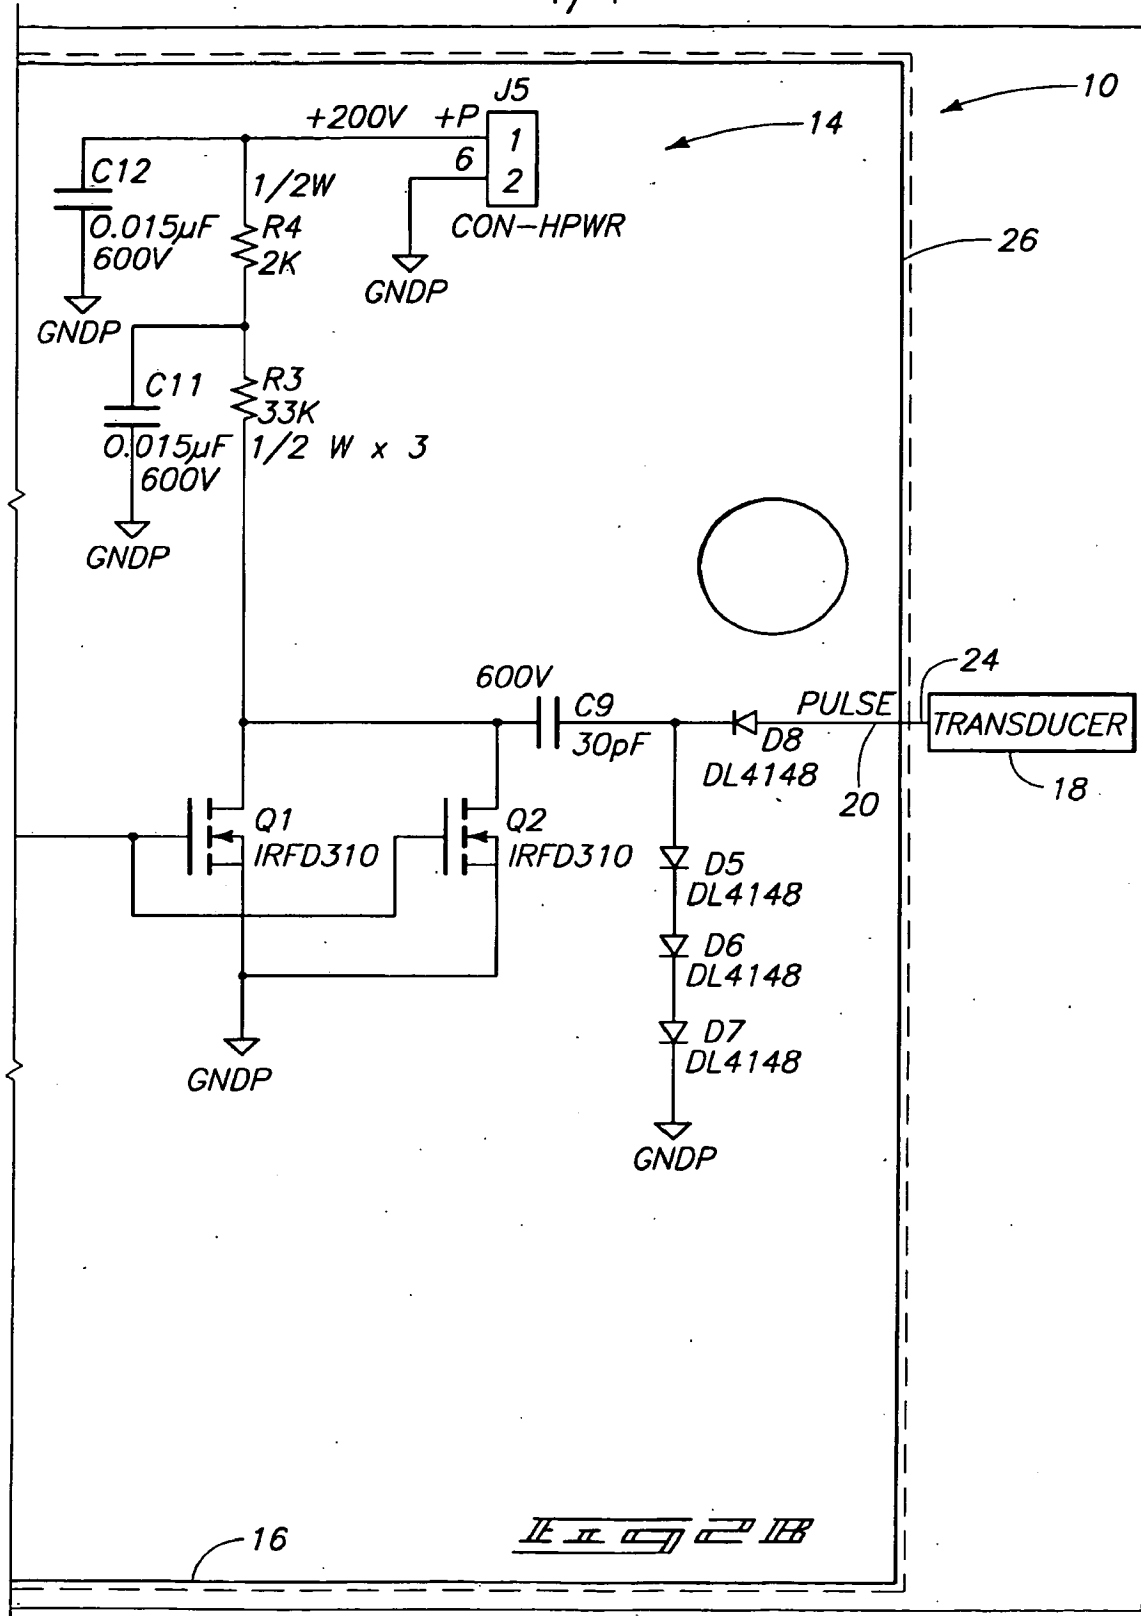 J5
10
+200V +P
1
14
C12
6
1/2W
2
0.015µF
R4
CON-HPWR
26
600V
2K
GNDP
GNDP
C11
R3
33K
0.015µF
1/2 W x 3
600V
GNDP
600V
24
C9
PULSE
TRANSDUCER
30pF
D8
DL4148
20
18
Q1
Q2
IRFD310
IRFD310
D5
DL4148
D6
DL4148
D7
DL4148
GNDP
GNDP
16
FIG 2B